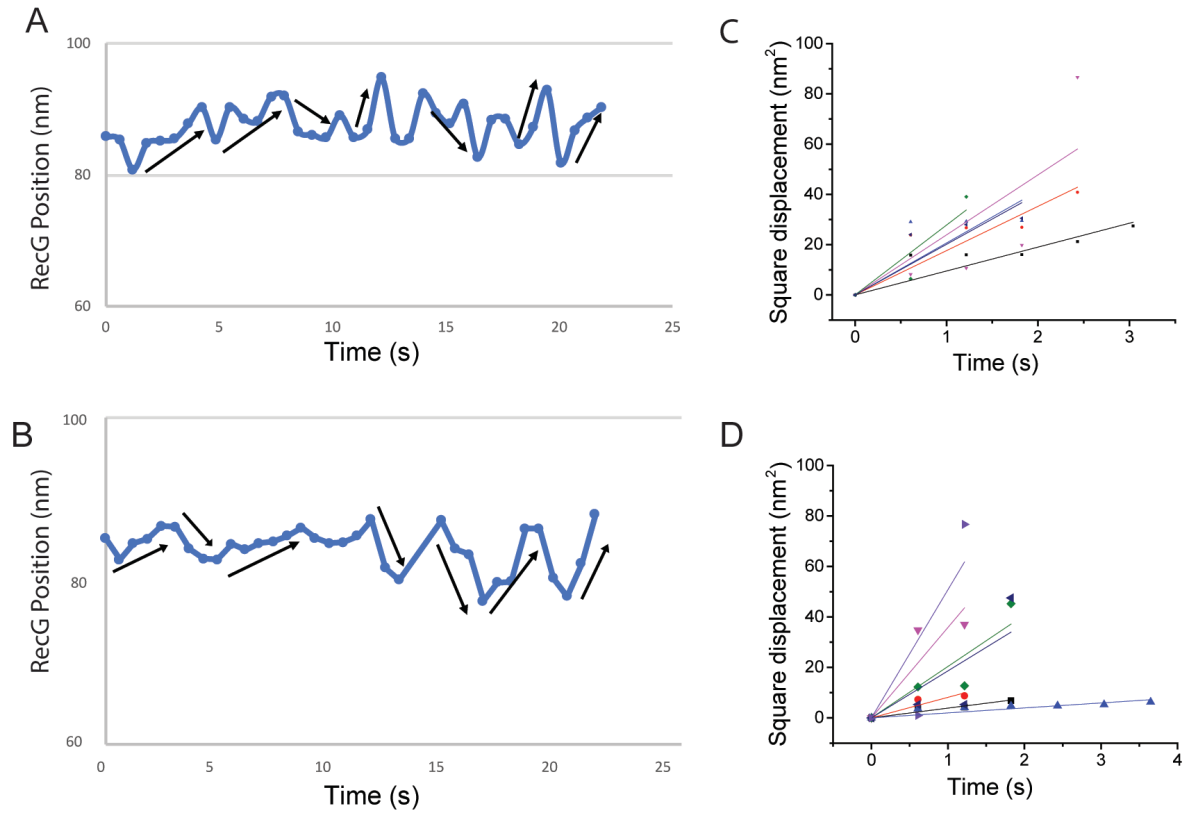 A
100
80
60
RecG Position (nm)
0 5 10 15 20 25
Time (s)
B
100
80
60
RecG Position (nm)
0 5 10 15 20 25
Time (s)
C
100
80
60
40
20
0
Square displacement (nm²)
0 1 2 3
Time (s)
D
100
80
60
40
20
0
Square displacement (nm²)
0 1 2 3 4
Time (s)